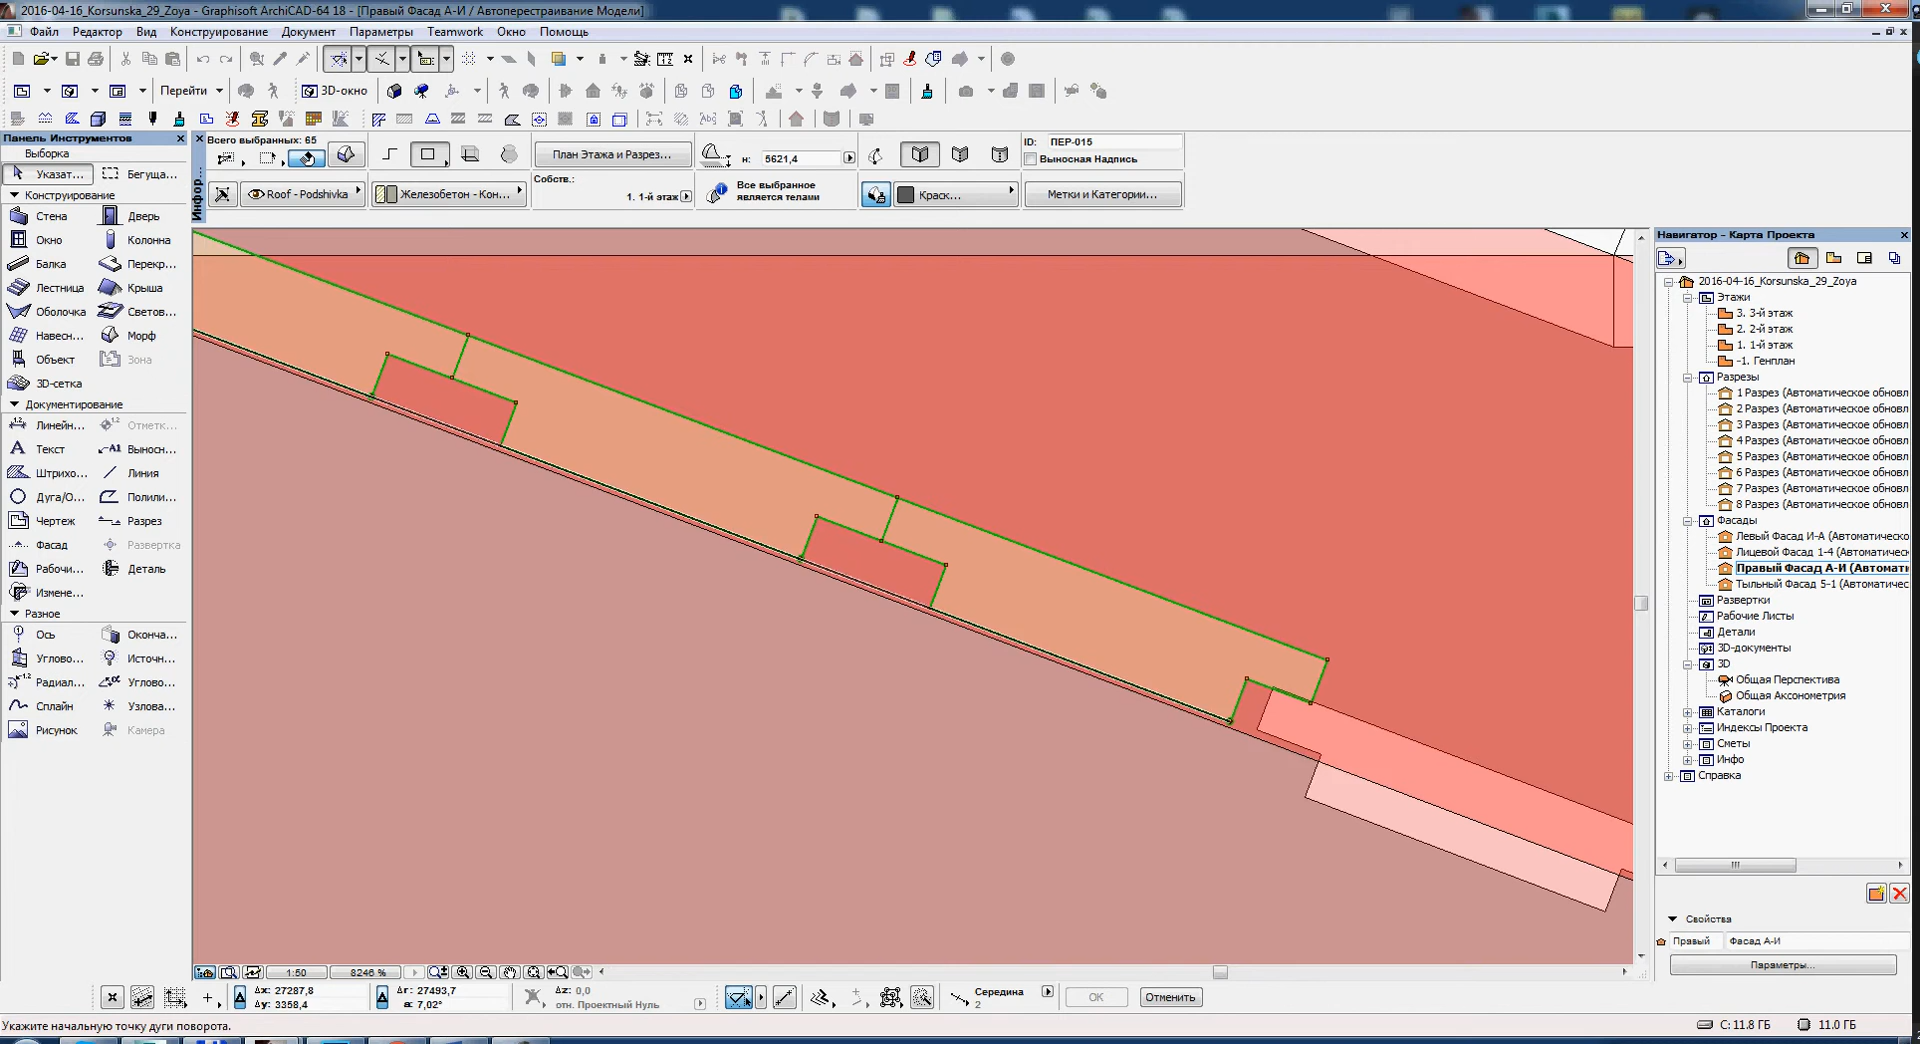 2016-04-16_Korsunska_29_Zoya - Graphisoft ArchiCAD-64 18 - [Правый Фасад А-И / Автоперестраивание Модели]
Файл Редактор Вид Конструирование Документ Параметры Teamwork Окно Помощь
Перейти
3D-окно
Панель Инструментов
Выборка
Указат...
Бегуща...
Конструирование
Стена
Дверь
Окно
Колонна
Балка
Перекр...
Лестница
Крыша
Оболочка
Светов...
Навесн...
Морф
Объект
Зона
3D-сетка
Документирование
Линейн...
Отметк...
Текст
Выносн...
Штрихо...
Линия
Дуга/О...
Полили...
Чертеж
Разрез
Фасад
Развертка
Рабочи...
Деталь
Измене...
Разное
Ось
Оконча...
Углово...
Источн...
Радиал...
Углово...
Сплайн
Узлова...
Рисунок
Камера
Инфор...
Всего выбранных: 65
Roof - Podshivka
Железобетон - Кон...
План Этажа и Разрез...
Собств.:
1. 1-й этаж
н:
5621,4
Все выбранное
является телами
Краск...
ID:
ПЕР-015
Выносная Надпись
Метки и Категории...
Навигатор - Карта Проекта
2016-04-16_Korsunska_29_Zoya
Этажи
3. 3-й этаж
2. 2-й этаж
1. 1-й этаж
-1. Генплан
Разрезы
1 Разрез (Автоматическое обновл
2 Разрез (Автоматическое обновл
3 Разрез (Автоматическое обновл
4 Разрез (Автоматическое обновл
5 Разрез (Автоматическое обновл
6 Разрез (Автоматическое обновл
7 Разрез (Автоматическое обновл
8 Разрез (Автоматическое обновл
Фасады
Левый Фасад И-А (Автоматическо
Лицевой Фасад 1-4 (Автоматичесн
Правый Фасад А-И (Автомати
Тыльный Фасад 5-1 (Автоматичес
Развертки
Рабочие Листы
Детали
3D-документы
3D
Общая Перспектива
Общая Аксонометрия
Каталоги
Индексы Проекта
Сметы
Инфо
Справка
Свойства
Правый
Фасад А-И
Параметры...
1:50
8246 %
Δx: 27287,8
Δy: 3358,4
Δr: 27493,7
a: 7,02°
Δz: 0,0
отн. Проектный Нуль
Середина
2
OK
Отменить
Укажите начальную точку дуги поворота.
C: 11.8 ГБ
11.0 ГБ